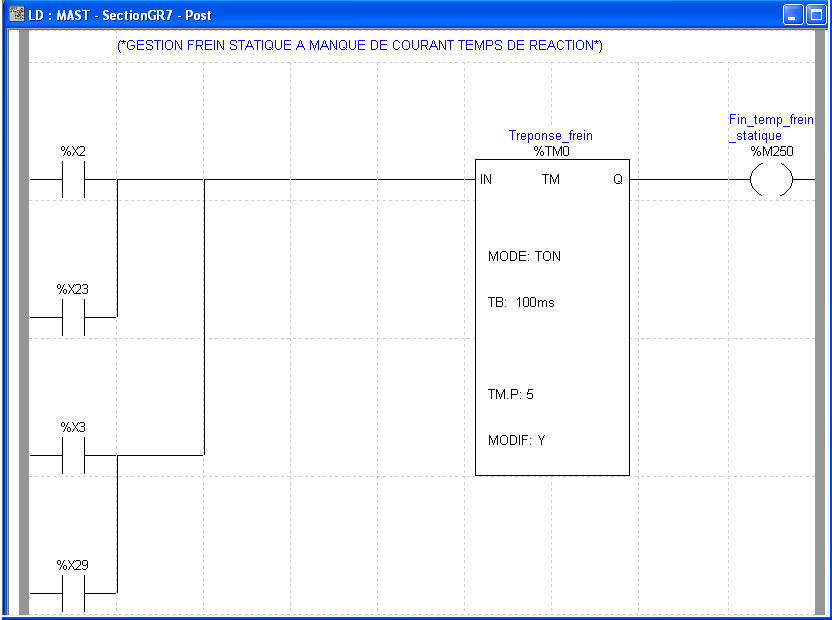 LD : MAST - SectionGR7 - Post
(*GESTION FREIN STATIQUE A MANQUE DE COURANT TEMPS DE REACTION*)
Fin_temp_frein
_statique
%M250
Treponse_frein
%TM0
%X2
IN TM Q
MODE: TON
%X23
TB: 100ms
TM.P: 5
%X3
MODIF: Y
%X29